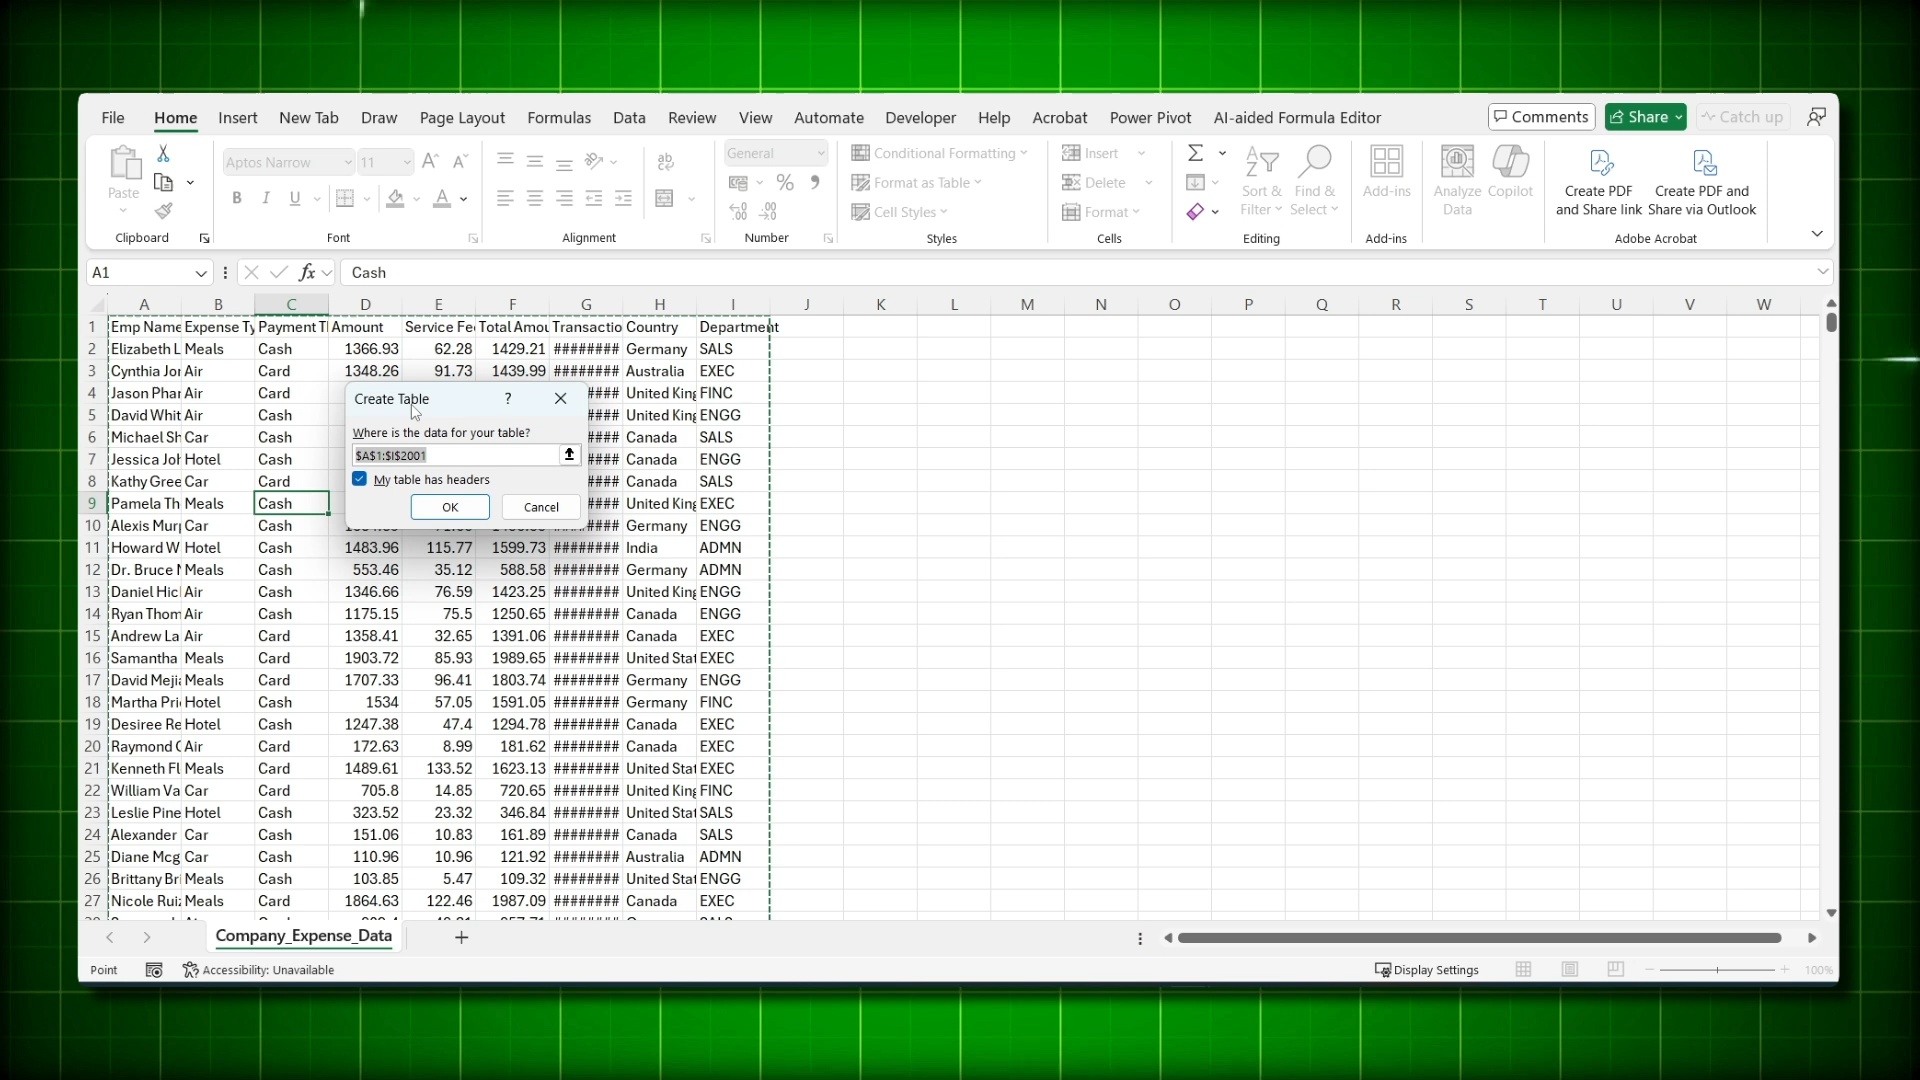 File Home Insert New Tab Draw Page Layout Formulas Data Review View Automate Developer Help Acrobat Power Pivot AI-aided Formula Editor Comments Share Catch up
Aptos Narrow 11 General Conditional Formatting Insert
Paste B I U % Format as Table Delete Sort & Filter Find & Select Add-ins Analyze Data Copilot Create PDF and Share link Create PDF and Share via Outlook
Cell Styles Format
Clipboard Font Alignment Number Styles Cells Editing Add-ins Adobe Acrobat
A1 fx Cash
A B C D E F G H I J K L M N O P Q R S T U V W
1 Emp Name Expense Ty Payment T Amount Service Fe Total Amou Transactio Country Department
2 Elizabeth L Meals Cash 1366.93 62.28 1429.21 ######## Germany SALS
3 Cynthia Jor Air Card 1348.26 91.73 1439.99 ######## Australia EXEC
4 Jason Phar Air Card #### United King FINC
5 David Whit Air Cash #### United King ENGG
6 Michael Sh Car Cash #### Canada SALS
7 Jessica Joh Hotel Cash #### Canada ENGG
8 Kathy Gree Car Card #### Canada SALS
9 Pamela Th Meals Cash #### United King EXEC
10 Alexis Murp Car Cash #### Germany ENGG
Create Table ?
Where is the data for your table?
$A$1:$I$2001
My table has headers
OK Cancel
11 Howard W Hotel Cash 1483.96 115.77 1599.73 ######## India ADMN
12 Dr. Bruce M Meals Cash 553.46 35.12 588.58 ######## Germany ADMN
13 Daniel Hic Air Cash 1346.66 76.59 1423.25 ######## United King ENGG
14 Ryan Thom Air Cash 1175.15 75.5 1250.65 ######## Canada ENGG
15 Andrew La Air Card 1358.41 32.65 1391.06 ######## Canada EXEC
16 Samantha Meals Card 1903.72 85.93 1989.65 ######## United Stat EXEC
17 David Mejia Meals Card 1707.33 96.41 1803.74 ######## Germany ENGG
18 Martha Pri Hotel Cash 1534 57.05 1591.05 ######## Germany FINC
19 Desiree Re Hotel Cash 1247.38 47.4 1294.78 ######## Canada EXEC
20 Raymond C Air Card 172.63 8.99 181.62 ######## Canada EXEC
21 Kenneth Fl Meals Card 1489.61 133.52 1623.13 ######## United Stat EXEC
22 William Va Car Card 705.8 14.85 720.65 ######## United King FINC
23 Leslie Pine Hotel Cash 323.52 23.32 346.84 ######## United Stat SALS
24 Alexander Car Cash 151.06 10.83 161.89 ######## Canada SALS
25 Diane Mcg Car Cash 110.96 10.96 121.92 ######## Australia ADMN
26 Brittany Bri Meals Cash 103.85 5.47 109.32 ######## United Stat ENGG
27 Nicole Ruiz Meals Card 1864.63 122.46 1987.09 ######## Canada EXEC
Company_Expense_Data
Point Accessibility: Unavailable Display Settings 100%